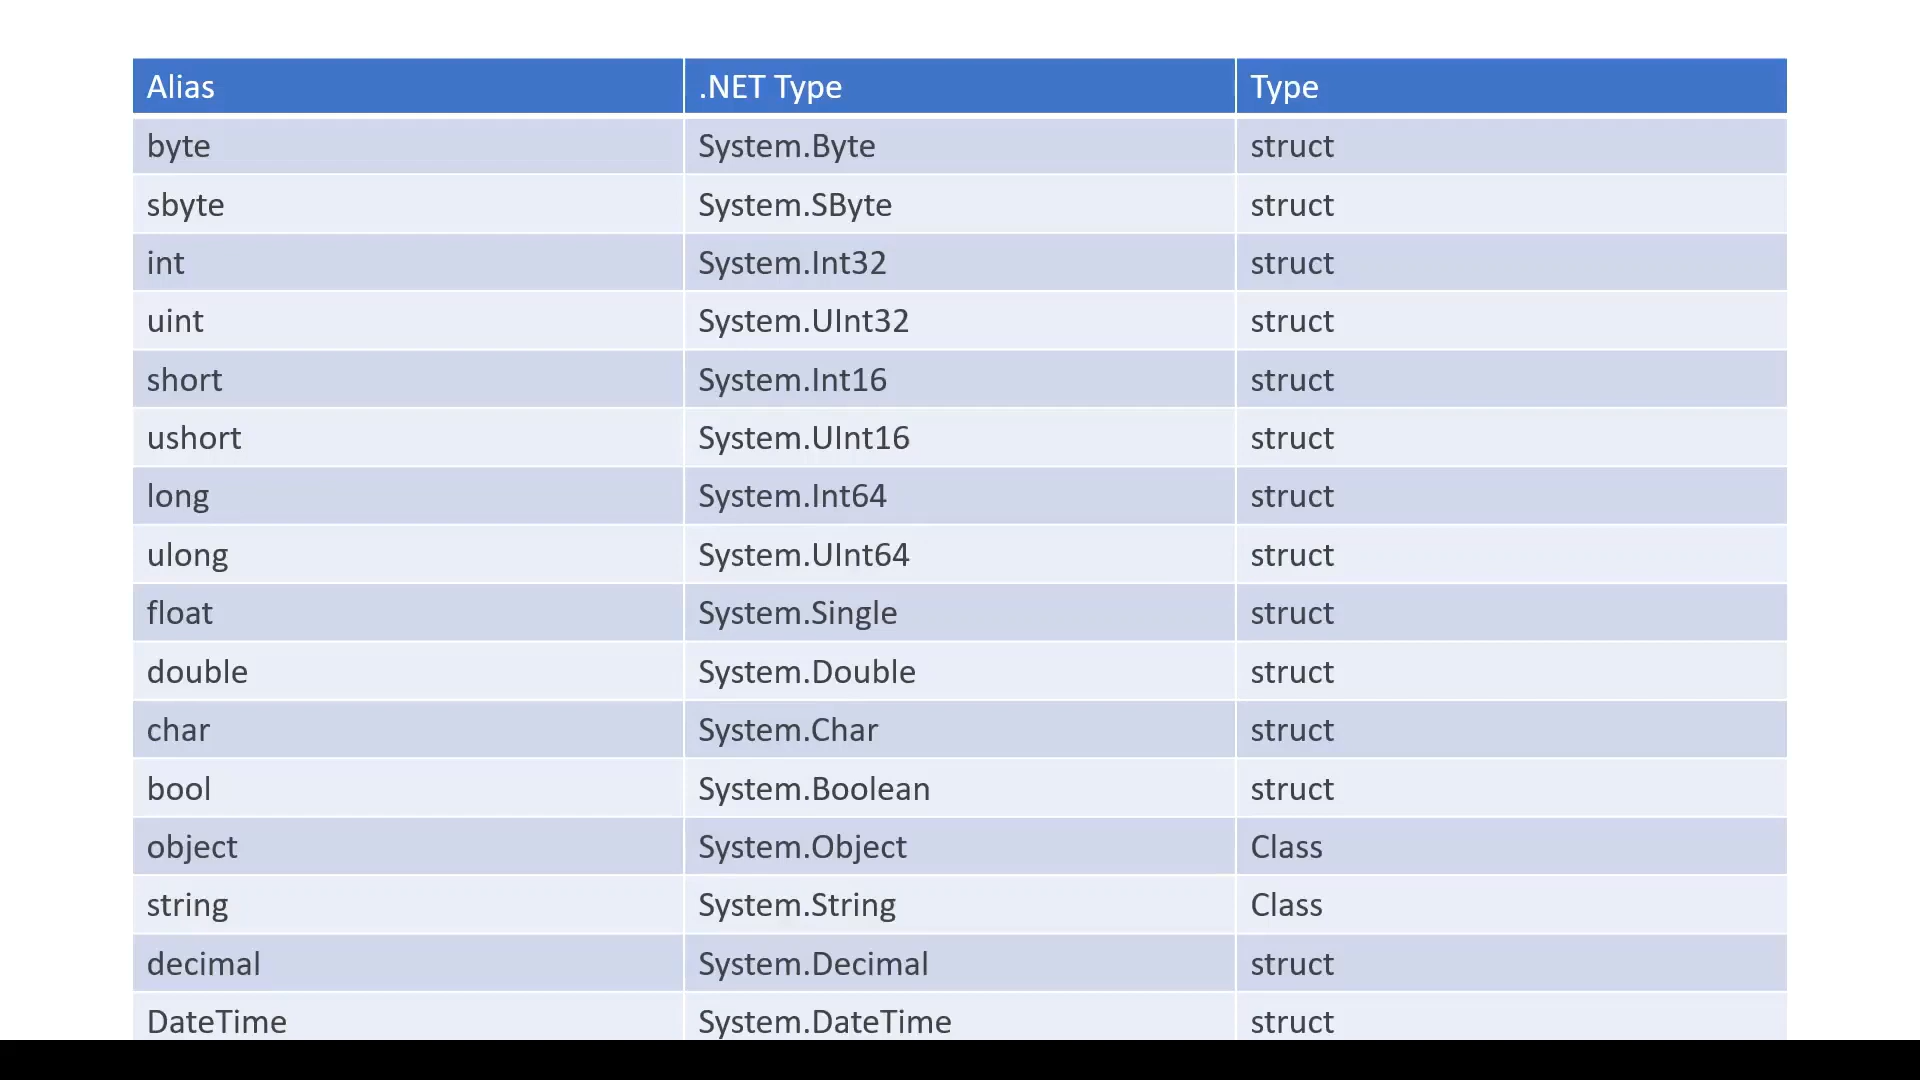 Alias .NET Type Type
byte System.Byte struct
sbyte System.SByte struct
int System.Int32 struct
uint System.UInt32 struct
short System.Int16 struct
ushort System.UInt16 struct
long System.Int64 struct
ulong System.UInt64 struct
float System.Single struct
double System.Double struct
char System.Char struct
bool System.Boolean struct
object System.Object Class
string System.String Class
decimal System.Decimal struct
DateTime System.DateTime struct